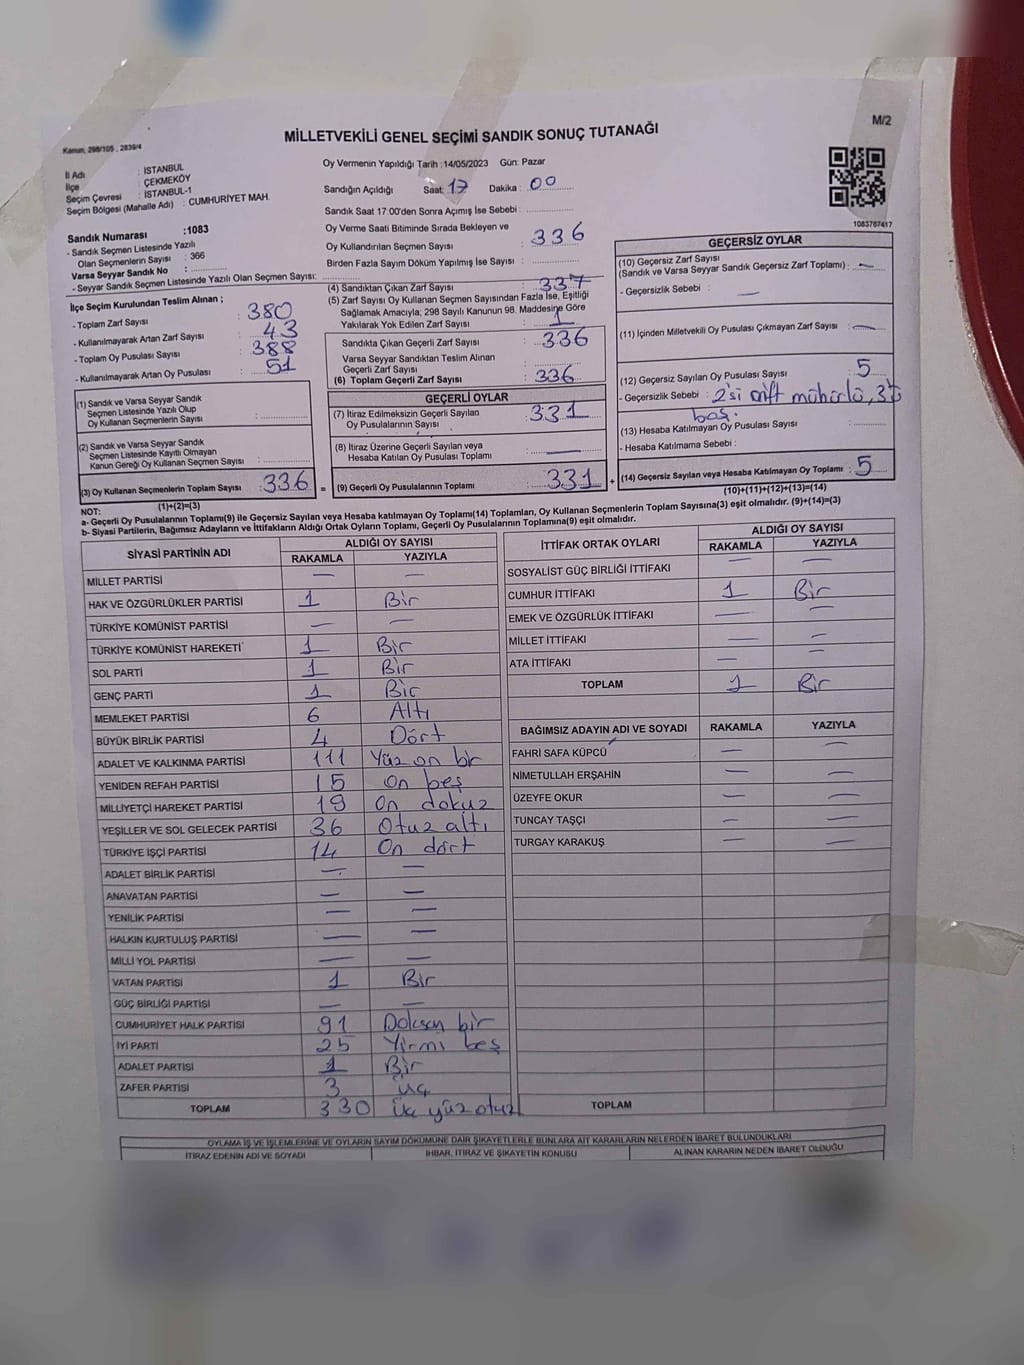 M/2
MİLLETVEKİLİ GENEL SEÇİMİ SANDIK SONUÇ TUTANAĞI
Kanun, 298/105 , 2839/4
İl Adı : İSTANBUL
İlçe : ÇEKMEKÖY
Seçim Çevresi : İSTANBUL-1
Seçim Bölgesi (Mahalle Adı) : CUMHURİYET MAH.
Oy Vermenin Yapıldığı Tarih :14/05/2023 Gün: Pazar
Sandığın Açıldığı Saat: 17 Dakika : 00
Sandık Saat 17:00'den Sonra Açımış İse Sebebi :
Sandık Numarası :1083
- Sandık Seçmen Listesinde Yazılı
Olan Seçmenlerin Sayısı : 366
Varsa Seyyar Sandık No :
- Seyyar Sandık Seçmen Listesinde Yazılı Olan Seçmen Sayısı:
Oy Verme Saati Bitiminde Sırada Bekleyen ve
Oy Kullandırılan Seçmen Sayısı : 336
Birden Fazla Sayım Döküm Yapılmış İse Sayısı :
1083767417
İlçe Seçim Kurulundan Teslim Alınan ;
- Toplam Zarf Sayısı : 380
- Kullanılmayarak Artan Zarf Sayısı : 43
- Toplam Oy Pusulası Sayısı : 388
- Kullanılmayarak Artan Oy Pusulası : 51
(4) Sandıktan Çıkan Zarf Sayısı : 337
(5) Zarf Sayısı Oy Kullanan Seçmen Sayısından Fazla İse, Eşitliği
Sağlamak Amacıyla; 298 Sayılı Kanunun 98. Maddesine Göre
Yakılarak Yok Edilen Zarf Sayısı : 1
Sandıkta Çıkan Geçerli Zarf Sayısı : 336
Varsa Seyyar Sandıktan Teslim Alınan
Geçerli Zarf Sayısı :
(6) Toplam Geçerli Zarf Sayısı : 336
(1) Sandık ve Varsa Seyyar Sandık
Seçmen Listesinde Yazılı Olup
Oy Kullanan Seçmenlerin Sayısı :
(2) Sandık ve Varsa Seyyar Sandık
Seçmen Listesinde Kayıtlı Olmayan
Kanun Gereği Oy Kullanan Seçmen Sayısı :
(3) Oy Kullanan Seçmenlerin Toplam Sayısı : 336
(1)+(2)=(3)
=
GEÇERLİ OYLAR
(7) İtiraz Edilmeksizin Geçerli Sayılan
Oy Pusulalarının Sayısı : 331
(8) İtiraz Üzerine Geçerli Sayılan veya
Hesaba Katılan Oy Pusulası Toplamı : —
(9) Geçerli Oy Pusulalarının Toplamı : 331
+
GEÇERSİZ OYLAR
(10) Geçersiz Zarf Sayısı
(Sandık ve Varsa Seyyar Sandık Geçersiz Zarf Toplamı) : —
- Geçersizlik Sebebi : —
(11) İçinden Milletvekili Oy Pusulası Çıkmayan Zarf Sayısı : —
(12) Geçersiz Sayılan Oy Pusulası Sayısı : 5
- Geçersizlik Sebebi : 2'si çift mühürlü, 3'ü
boş.
(13) Hesaba Katılmayan Oy Pusulası Sayısı :
- Hesaba Katılmama Sebebi :
(14) Geçersiz Sayılan veya Hesaba Katılmayan Oy Toplamı : 5
(10)+(11)+(12)+(13)=(14)
NOT:
a- Geçerli Oy Pusulalarının Toplamı(9) ile Geçersiz Sayılan veya Hesaba katılmayan Oy Toplamı(14) Toplamları, Oy Kullanan Seçmenlerin Toplam Sayısına(3) eşit olmalıdır. (9)+(14)=(3)
b- Siyasi Partilerin, Bağımsız Adayların ve İttifakların Aldığı Ortak Oyların Toplamı, Geçerli Oy Pusulalarının Toplamına(9) eşit olmalıdır.
SİYASİ PARTİNİN ADI ALDIĞI OY SAYISI
RAKAMLA YAZIYLA
MİLLET PARTİSİ — —
HAK VE ÖZGÜRLÜKLER PARTİSİ 1 Bir
TÜRKİYE KOMÜNİST PARTİSİ — —
TÜRKİYE KOMÜNİST HAREKETİ 1 Bir
SOL PARTİ 1 Bir
GENÇ PARTİ 1 Bir
MEMLEKET PARTİSİ 6 Altı
BÜYÜK BİRLİK PARTİSİ 4 Dört
ADALET VE KALKINMA PARTİSİ 111 Yüz on bir
YENİDEN REFAH PARTİSİ 15 On beş
MİLLİYETÇİ HAREKET PARTİSİ 19 On dokuz
YEŞİLLER VE SOL GELECEK PARTİSİ 36 Otuz altı
TÜRKİYE İŞÇİ PARTİSİ 14 On dört
ADALET BİRLİK PARTİSİ — —
ANAVATAN PARTİSİ — —
YENİLİK PARTİSİ — —
HALKIN KURTULUŞ PARTİSİ — —
MİLLİ YOL PARTİSİ — —
VATAN PARTİSİ 1 Bir
GÜÇ BİRLİĞİ PARTİSİ — —
CUMHURİYET HALK PARTİSİ 91 Doksan bir
İYİ PARTİ 25 Yirmi beş
ADALET PARTİSİ 1 Bir
ZAFER PARTİSİ 3 Üç
TOPLAM 330 Üç yüz otuz
İTTİFAK ORTAK OYLARI ALDIĞI OY SAYISI
RAKAMLA YAZIYLA
SOSYALİST GÜÇ BİRLİĞİ İTTİFAKI — —
CUMHUR İTTİFAKI 1 Bir
EMEK VE ÖZGÜRLÜK İTTİFAKI — —
MİLLET İTTİFAKI — —
ATA İTTİFAKI — —
TOPLAM 1 Bir
BAĞIMSIZ ADAYIN ADI VE SOYADI RAKAMLA YAZIYLA
FAHRİ SAFA KÜPCÜ — —
NİMETULLAH ERŞAHİN — —
ÜZEYFE OKUR — —
TUNCAY TAŞÇI — —
TURGAY KARAKUŞ — —
TOPLAM
OYLAMA İŞ VE İŞLEMLERİNE VE OYLARIN SAYIM DÖKÜMÜNE DAİR ŞİKAYETLERLE BUNLARA AİT KARARLARIN NELERDEN İBARET BULUNDUKLARI
İTİRAZ EDENİN ADI VE SOYADI İHBAR, İTİRAZ VE ŞİKAYETİN KONUSU ALINAN KARARIN NEDEN İBARET OLDUĞU